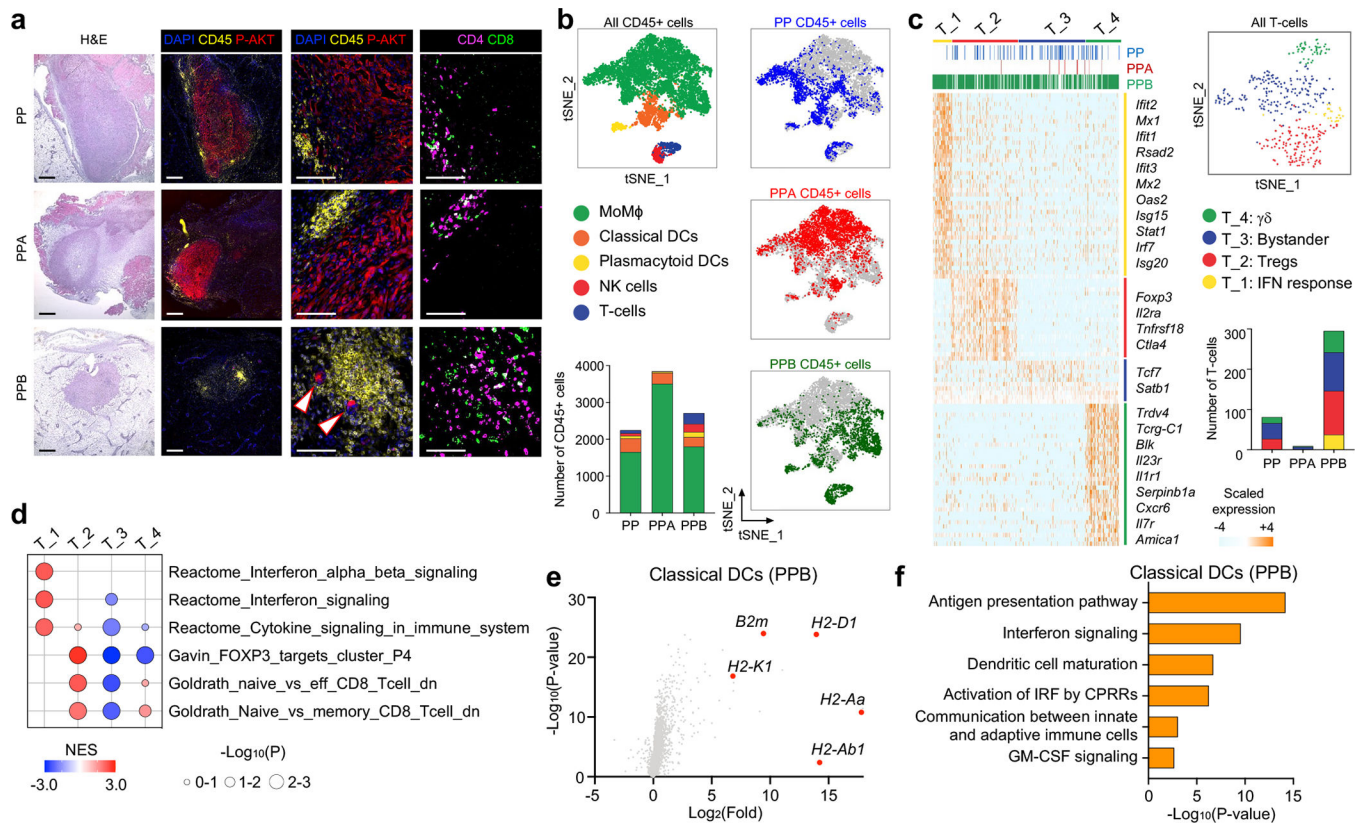 a
H&E
DAPI CD45 P-AKT
DAPI CD45 P-AKT
CD4 CD8
PP
PPA
PPB
b
All CD45+ cells
tSNE_2
tSNE_1
PP CD45+ cells
PPA CD45+ cells
PPB CD45+ cells
tSNE_2
tSNE_1
MoMϕ
Classical DCs
Plasmacytoid DCs
NK cells
T-cells
Number of CD45+ cells
4000
3000
2000
1000
0
PP
PPA
PPB
c
T_1
T_2
T_3
T_4
PP
PPA
PPB
Ifit2
Mx1
Ifit1
Rsad2
Ifit3
Mx2
Oas2
Isg15
Stat1
Irf7
Isg20
Foxp3
Il2ra
Tnfrsf18
Ctla4
Tcf7
Satb1
Trdv4
Tcrg-C1
Blk
Il23r
Il1r1
Serpinb1a
Cxcr6
Il7r
Amica1
All T-cells
tSNE_2
tSNE_1
T_4: γδ
T_3: Bystander
T_2: Tregs
T_1: IFN response
Number of T-cells
300
200
100
0
PP
PPA
PPB
Scaled
expression
-4
+4
d
T_1
T_2
T_3
T_4
Reactome_Interferon_alpha_beta_signaling
Reactome_Interferon_signaling
Reactome_Cytokine_signaling_in_immune_system
Gavin_FOXP3_targets_cluster_P4
Goldrath_naive_vs_eff_CD8_Tcell_dn
Goldrath_Naive_vs_memory_CD8_Tcell_dn
NES
-3.0
3.0
-Log10(P)
0-1
1-2
2-3
e
Classical DCs (PPB)
-Log10(P-value)
30
20
10
0
-5
0
5
10
15
Log2(Fold)
B2m
H2-D1
H2-K1
H2-Aa
H2-Ab1
f
Classical DCs (PPB)
Antigen presentation pathway
Interferon signaling
Dendritic cell maturation
Activation of IRF by CPRRs
Communication between innate
and adaptive immune cells
GM-CSF signaling
0
5
10
15
-Log10(P-value)